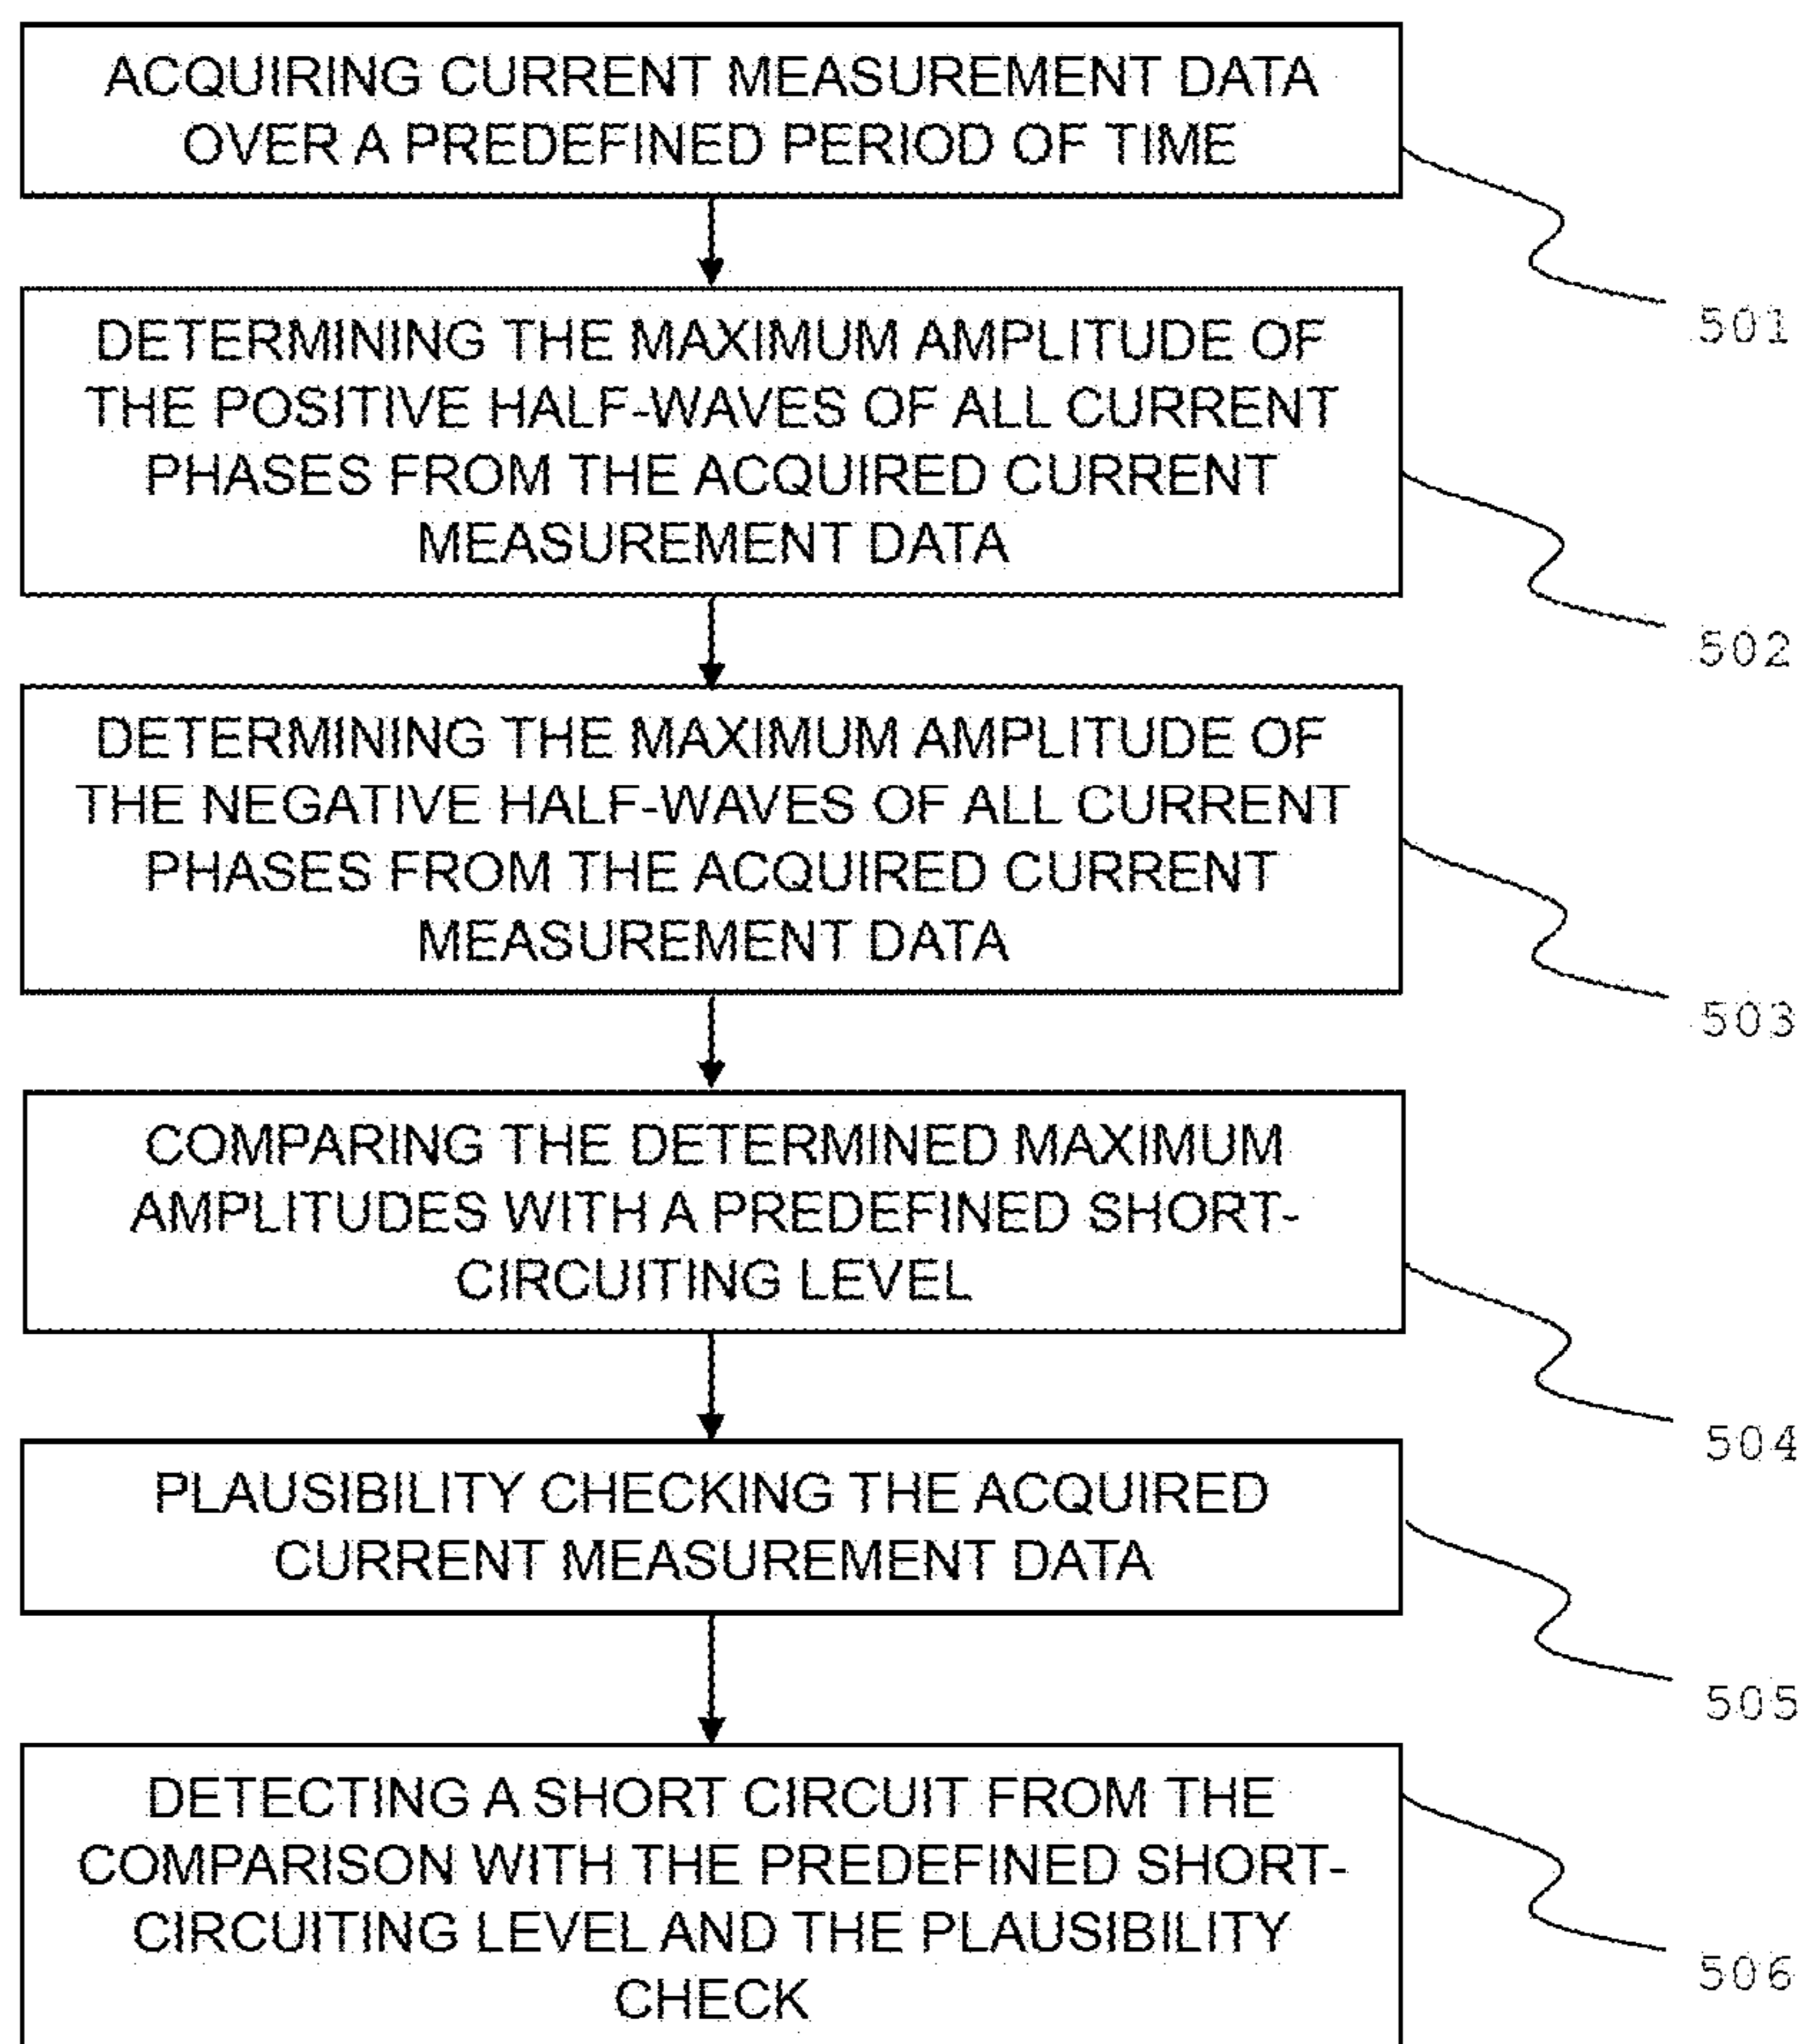 ACQUIRING CURRENT MEASUREMENT DATA
OVER A PREDEFINED PERIOD OF TIME
501
DETERMINING THE MAXIMUM AMPLITUDE OF
THE POSITIVE HALF-WAVES OF ALL CURRENT
PHASES FROM THE ACQUIRED CURRENT
MEASUREMENT DATA
502
DETERMINING THE MAXIMUM AMPLITUDE OF
THE NEGATIVE HALF-WAVES OF ALL CURRENT
PHASES FROM THE ACQUIRED CURRENT
MEASUREMENT DATA
503
COMPARING THE DETERMINED MAXIMUM
AMPLITUDES WITH A PREDEFINED SHORT-
CIRCUITING LEVEL
504
PLAUSIBILITY CHECKING THE ACQUIRED
CURRENT MEASUREMENT DATA
505
DETECTING A SHORT CIRCUIT FROM THE
COMPARISON WITH THE PREDEFINED SHORT-
CIRCUITING LEVEL AND THE PLAUSIBILITY
CHECK
506